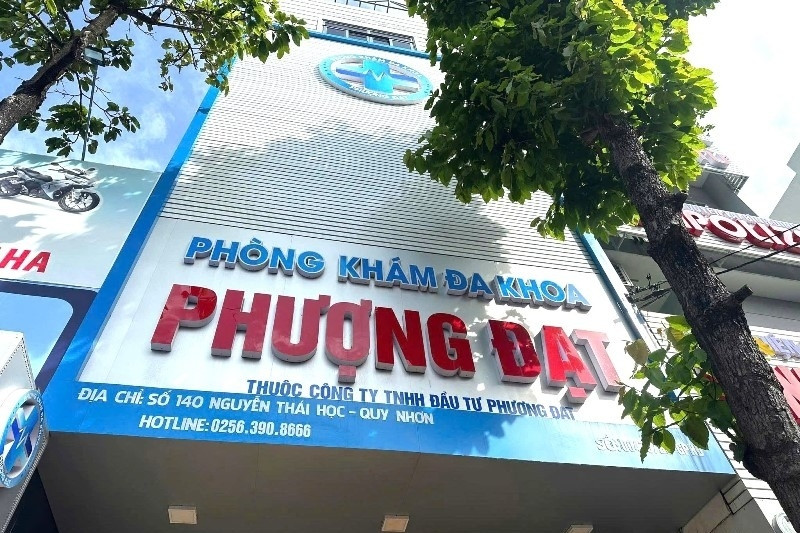 PHÒNG KHÁM ĐA KHOA
PHƯỢNG ĐẠT
THUỘC CÔNG TY TNHH ĐẦU TƯ PHƯỢNG ĐẠT
ĐỊA CHỈ: SỐ 140 NGUYỄN THÁI HỌC - QUY NHƠN
HOTLINE: 0256.390.8666